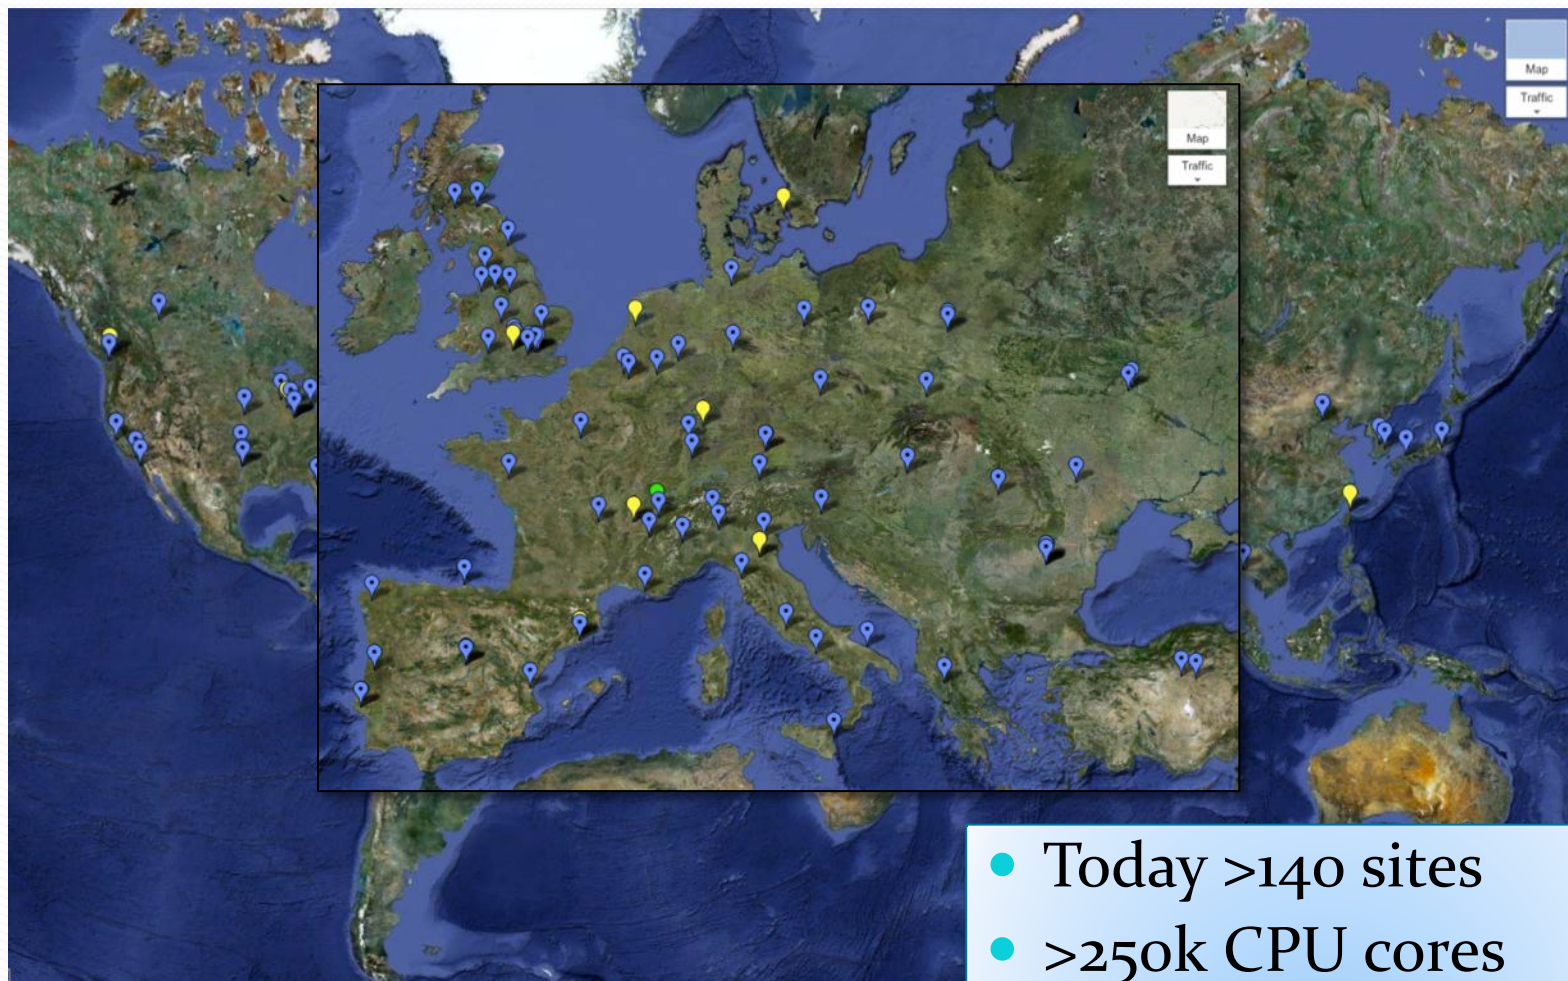 Map
Traffic
Map
Traffic
• Today >140 sites
• >250k CPU cores